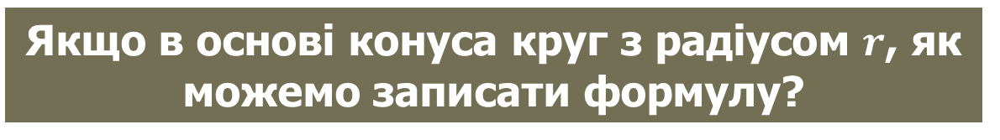 Якщо в основі конуса круг з радіусом r, як
можемо записати формулу?